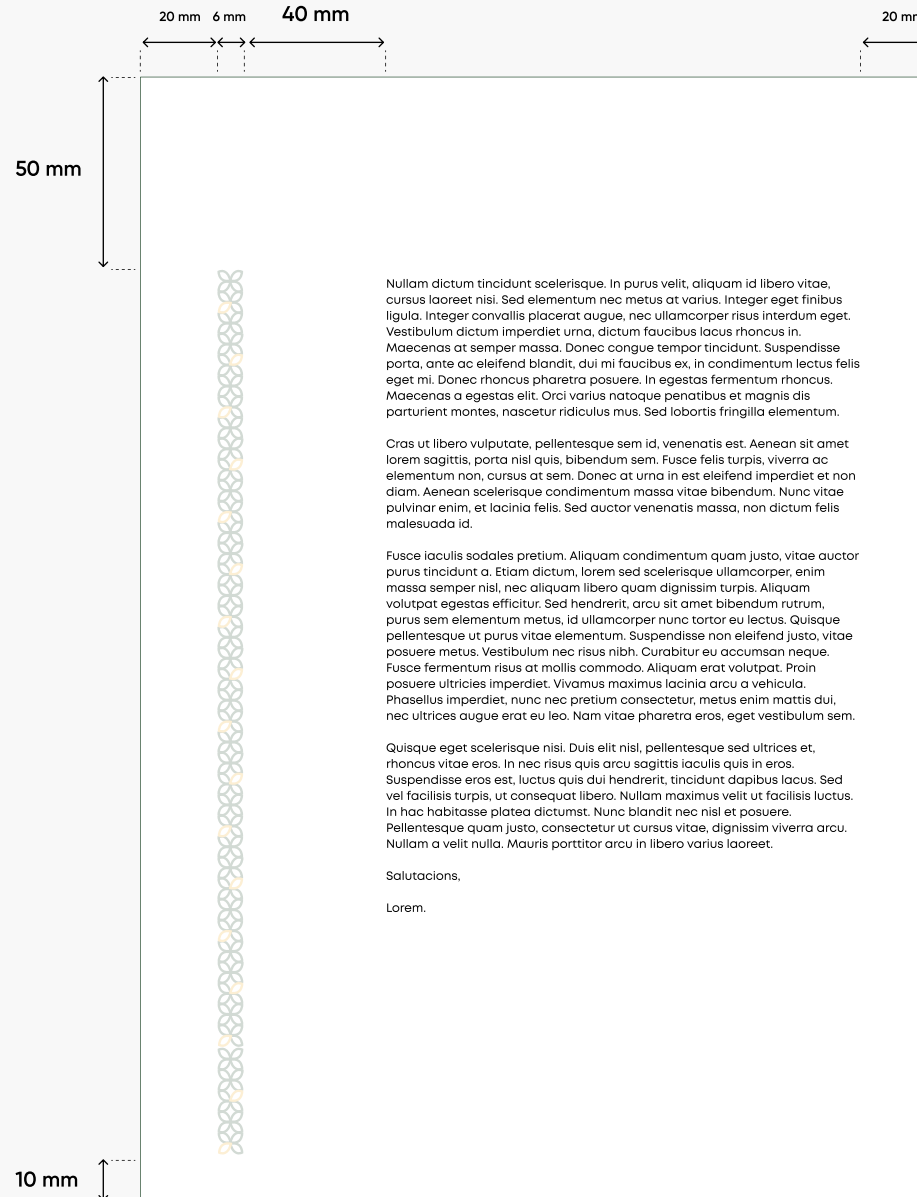 20 mm 6 mm 40 mm 20 m
50 mm
Nullam dictum tincidunt scelerisque. In purus velit, aliquam id libero vitae,
cursus laoreet nisi. Sed elementum nec metus at varius. Integer eget finibus
ligula. Integer convallis placerat augue, nec ullamcorper risus interdum eget.
Vestibulum dictum imperdiet urna, dictum faucibus lacus rhoncus in.
Maecenas at semper massa. Donec congue tempor tincidunt. Suspendisse
porta, ante ac eleifend blandit, dui mi faucibus ex, in condimentum lectus felis
eget mi. Donec rhoncus pharetra posuere. In egestas fermentum rhoncus.
Maecenas a egestas elit. Orci varius natoque penatibus et magnis dis
parturient montes, nascetur ridiculus mus. Sed lobortis fringilla elementum.
Cras ut libero vulputate, pellentesque sem id, venenatis est. Aenean sit amet
lorem sagittis, porta nisl quis, bibendum sem. Fusce felis turpis, viverra ac
elementum non, cursus at sem. Donec at urna in est eleifend imperdiet et non
diam. Aenean scelerisque condimentum massa vitae bibendum. Nunc vitae
pulvinar enim, et lacinia felis. Sed auctor venenatis massa, non dictum felis
malesuada id.
Fusce iaculis sodales pretium. Aliquam condimentum quam justo, vitae auctor
purus tincidunt a. Etiam dictum, lorem sed scelerisque ullamcorper, enim
massa semper nisl, nec aliquam libero quam dignissim turpis. Aliquam
volutpat egestas efficitur. Sed hendrerit, arcu sit amet bibendum rutrum,
purus sem elementum metus, id ullamcorper nunc tortor eu lectus. Quisque
pellentesque ut purus vitae elementum. Suspendisse non eleifend justo, vitae
posuere metus. Vestibulum nec risus nibh. Curabitur eu accumsan neque.
Fusce fermentum risus at mollis commodo. Aliquam erat volutpat. Proin
posuere ultricies imperdiet. Vivamus maximus lacinia arcu a vehicula.
Phasellus imperdiet, nunc nec pretium consectetur, metus enim mattis dui,
nec ultrices augue erat eu leo. Nam vitae pharetra eros, eget vestibulum sem.
Quisque eget scelerisque nisi. Duis elit nisl, pellentesque sed ultrices et,
rhoncus vitae eros. In nec risus quis arcu sagittis iaculis quis in eros.
Suspendisse eros est, luctus quis dui hendrerit, tincidunt dapibus lacus. Sed
vel facilisis turpis, ut consequat libero. Nullam maximus velit ut facilisis luctus.
In hac habitasse platea dictumst. Nunc blandit nec nisl et posuere.
Pellentesque quam justo, consectetur ut cursus vitae, dignissim viverra arcu.
Nullam a velit nulla. Mauris porttitor arcu in libero varius laoreet.
Salutacions,
Lorem.
10 mm